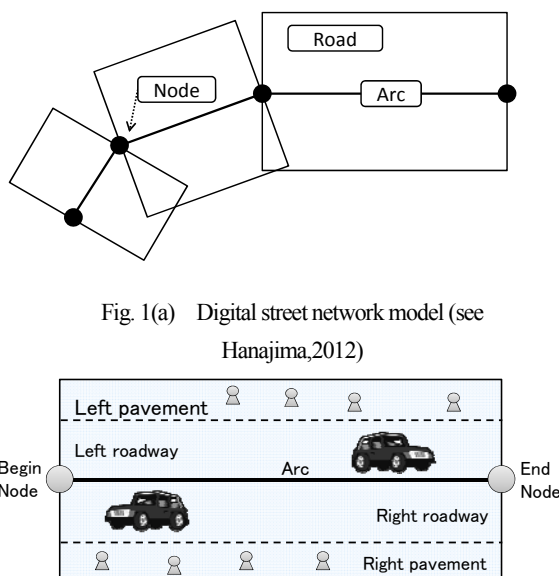 Road
Node
Arc
Fig. 1(a) Digital street network model (see
Hanajima,2012)
Left pavement
Left roadway
Begin
Node
Arc
End
Node
Right roadway
Right pavement